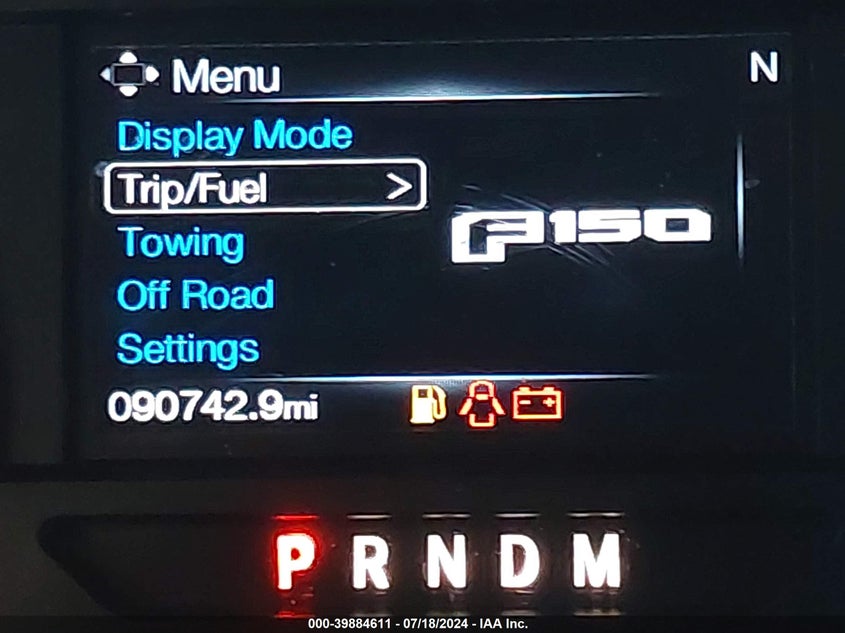 Menu
N
Display Mode
Trip/Fuel >
Towing
F150
Off Road
Settings
090742.9mi
P R N D M
000-39884611 - 07/18/2024 - IAA Inc.